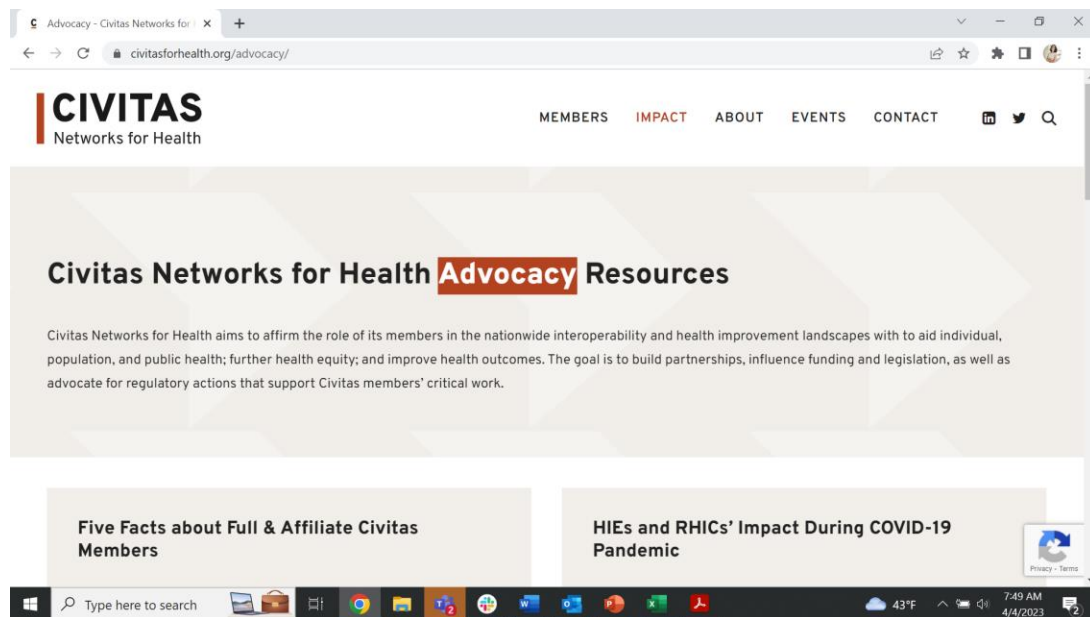 Advocacy - Civitas Networks for
civitasforhealth.org/advocacy/
CIVITAS
Networks for Health
MEMBERS IMPACT ABOUT EVENTS CONTACT
Civitas Networks for Health Advocacy Resources
Civitas Networks for Health aims to affirm the role of its members in the nationwide interoperability and health improvement landscapes with to aid individual,
population, and public health; further health equity; and improve health outcomes. The goal is to build partnerships, influence funding and legislation, as well as
advocate for regulatory actions that support Civitas members' critical work.
Five Facts about Full & Affiliate Civitas
Members
HIEs and RHICs' Impact During COVID-19
Pandemic
Privacy - Terms
Type here to search
43°F
7:49 AM
4/4/2023